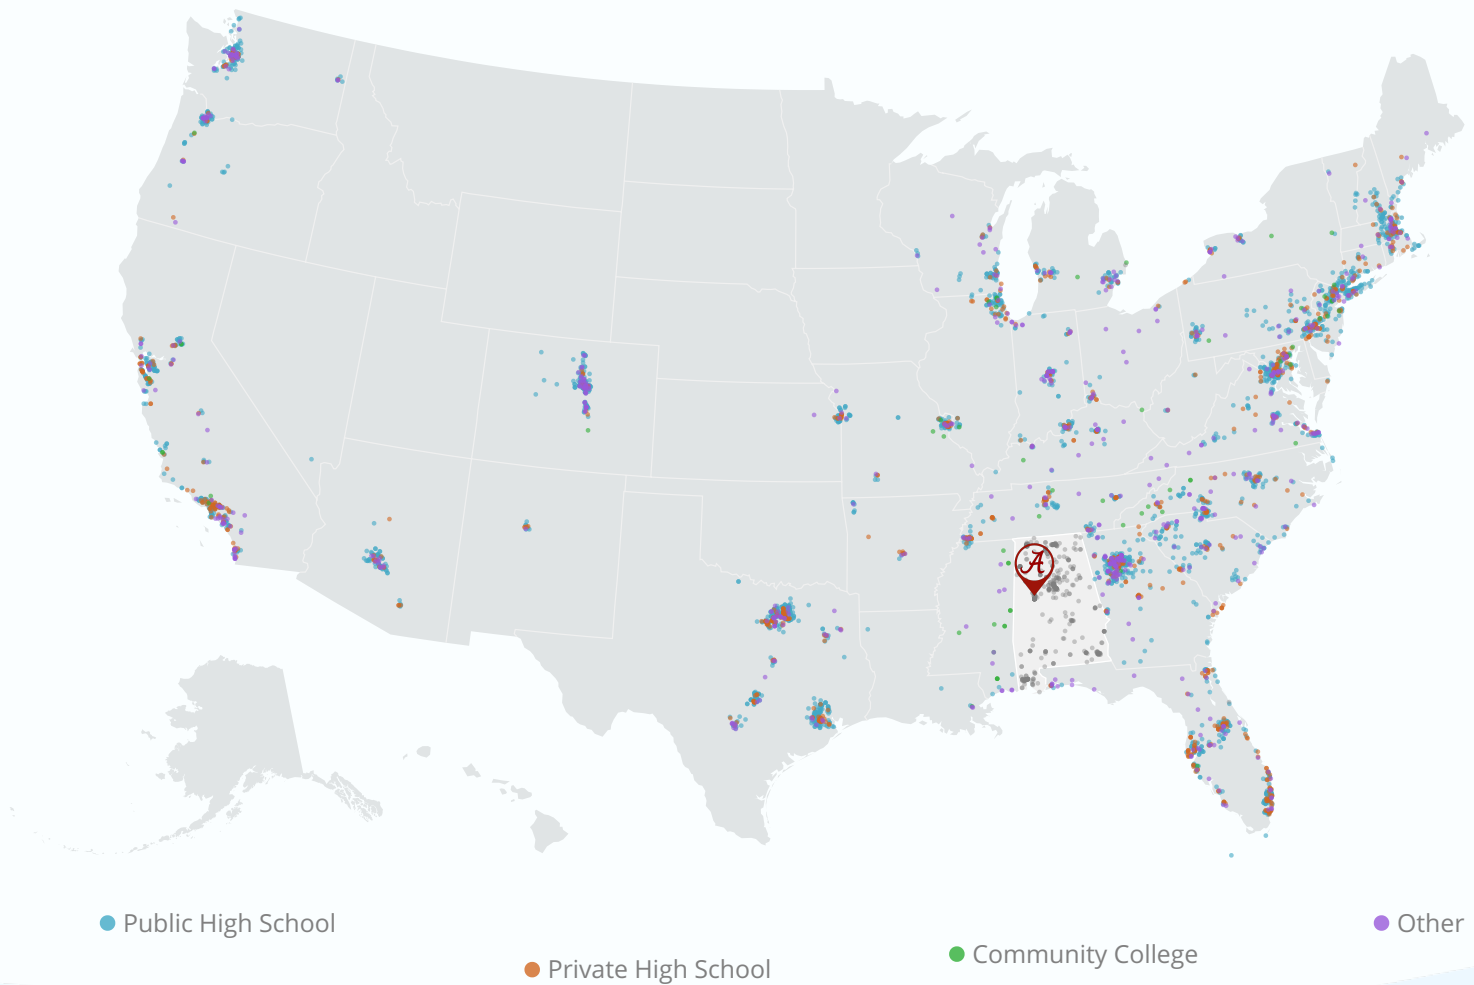 A
Public High School
Other
Community College
Private High School